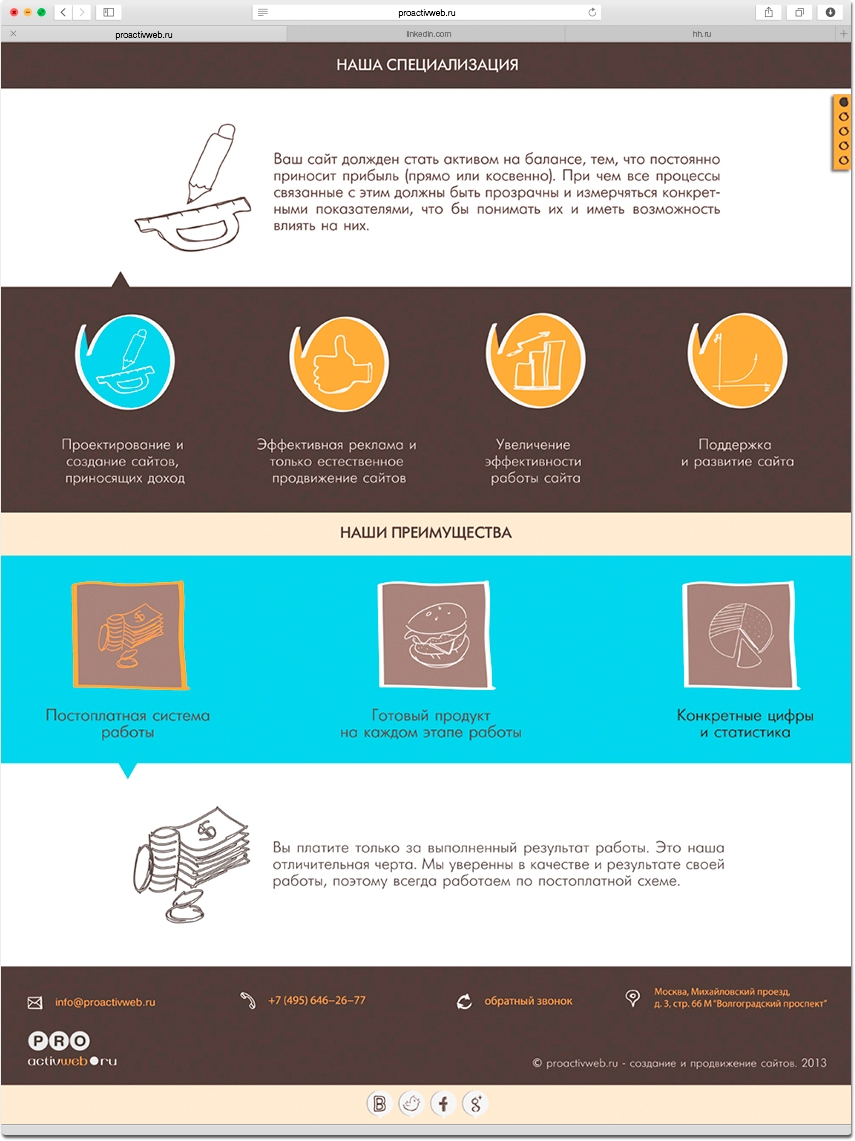 proactivweb.ru
proactivweb.ru
linkedin.com
hh.ru
НАША СПЕЦИАЛИЗАЦИЯ
Ваш сайт долждeн стать активом на балансе, тем, что постоянно
приносит прибыль (прямо или косвенно). При чем все процессы
связанные с этим должны быть прозрачны и измерчяться конкрет-
ными показателями, что бы понимать их и иметь возможность
влиять на них.
Проектирование и
создание сайтов,
приносящих доход
Эффективная реклама и
только естественное
продвижение сайтов
Увеличение
эффективности
работы сайта
Поддержка
и развитие сайта
НАШИ ПРЕИМУЩЕСТВА
Постоплатная система
работы
Готовый продукт
на каждом этапе работы
Конкретные цифры
и статистика
Вы платите только за выполненный результат работы. Это наша
отличительная черта. Мы уверенны в качестве и результате своей
работы, поэтому всегда работаем по постоплатной схеме.
info@proactivweb.ru
+7 (495) 646–26–77
обратный звонок
Москва, Михайловский проезд,
д. 3, стр. 66 М "Волгоградский проспект"
PRO
activweb.ru
© proactivweb.ru - создание и продвижение сайтов. 2013
B f g+